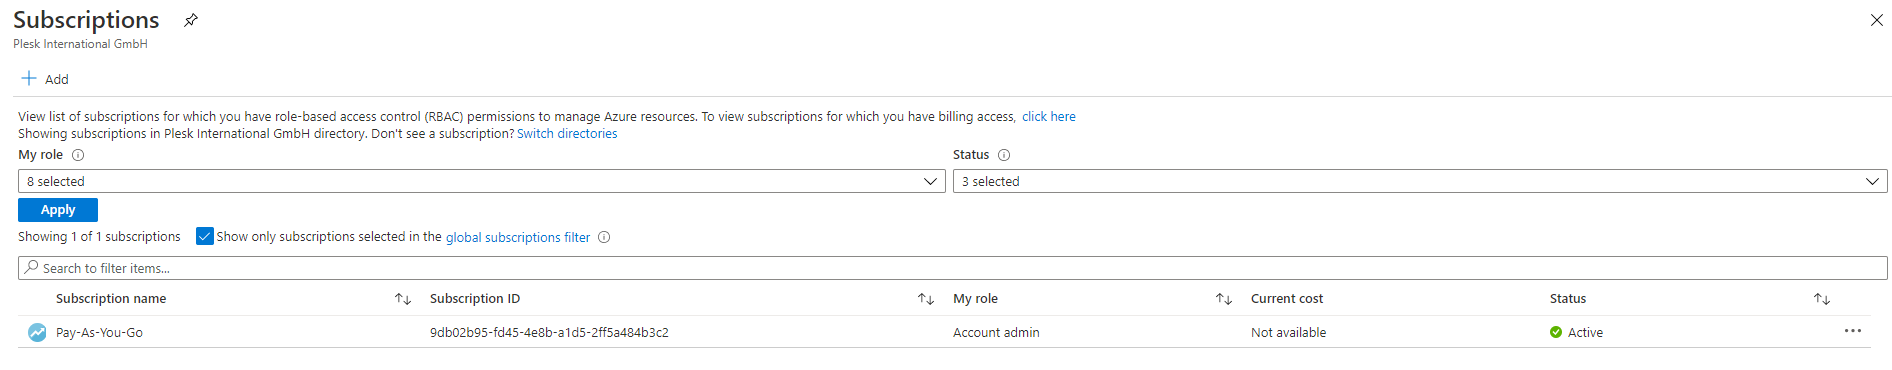 Subscriptions
Plesk International GmbH
Add
View list of subscriptions for which you have role-based access control (RBAC) permissions to manage Azure resources. To view subscriptions for which you have billing access, click here
Showing subscriptions in Plesk International GmbH directory. Don't see a subscription? Switch directories
My role Status
8 selected 3 selected
Apply
Showing 1 of 1 subscriptions Show only subscriptions selected in the global subscriptions filter
Search to filter items...
Subscription name Subscription ID My role Current cost Status
Pay-As-You-Go 9db02b95-fd45-4e8b-a1d5-2ff5a484b3c2 Account admin Not available Active